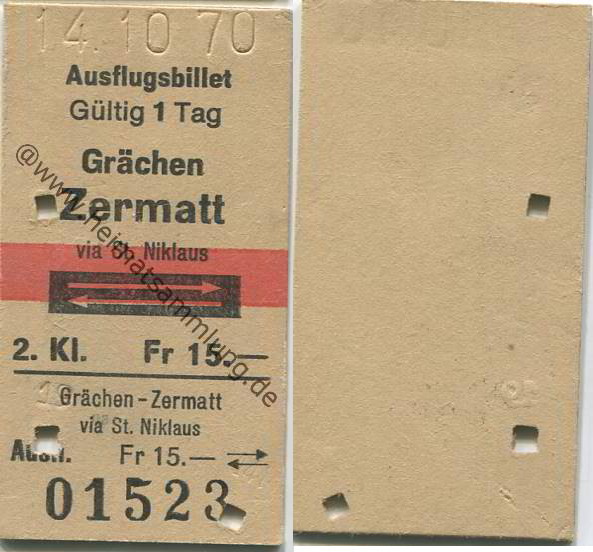 14.10 70
Ausflugsbillet
Gültig 1 Tag
Grächen
Zermatt
via St. Niklaus
2. Kl. Fr 15.—
Grächen - Zermatt
via St. Niklaus
Ausfl. Fr 15.—
01523
@www.heimatsammlung.de